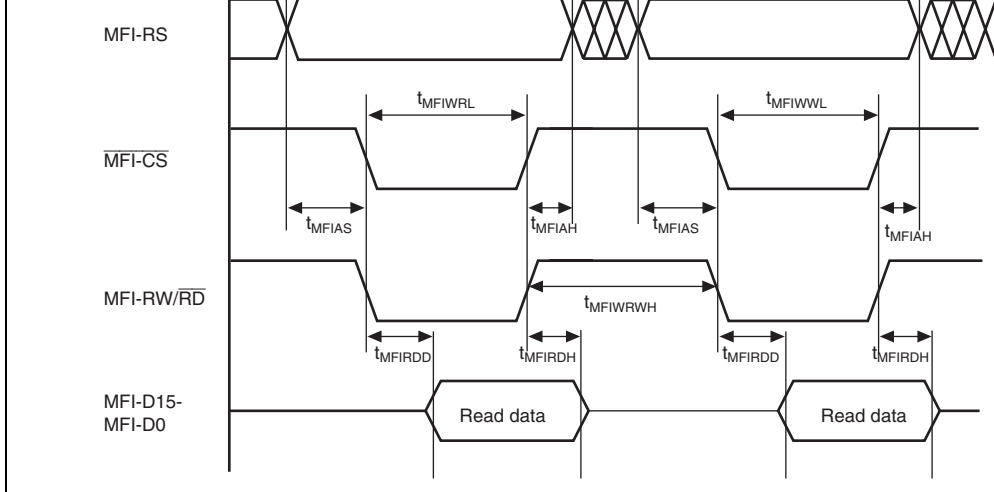 MFI-RS
tMFIWRL
tMFIWWL
MFI-CS
tMFIAS
tMFIAH
tMFIAS
tMFIAH
MFI-RW/RD
tMFIWRWH
tMFIRDD
tMFIRDH
tMFIRDD
tMFIRDH
MFI-D15-
MFI-D0
Read data
Read data